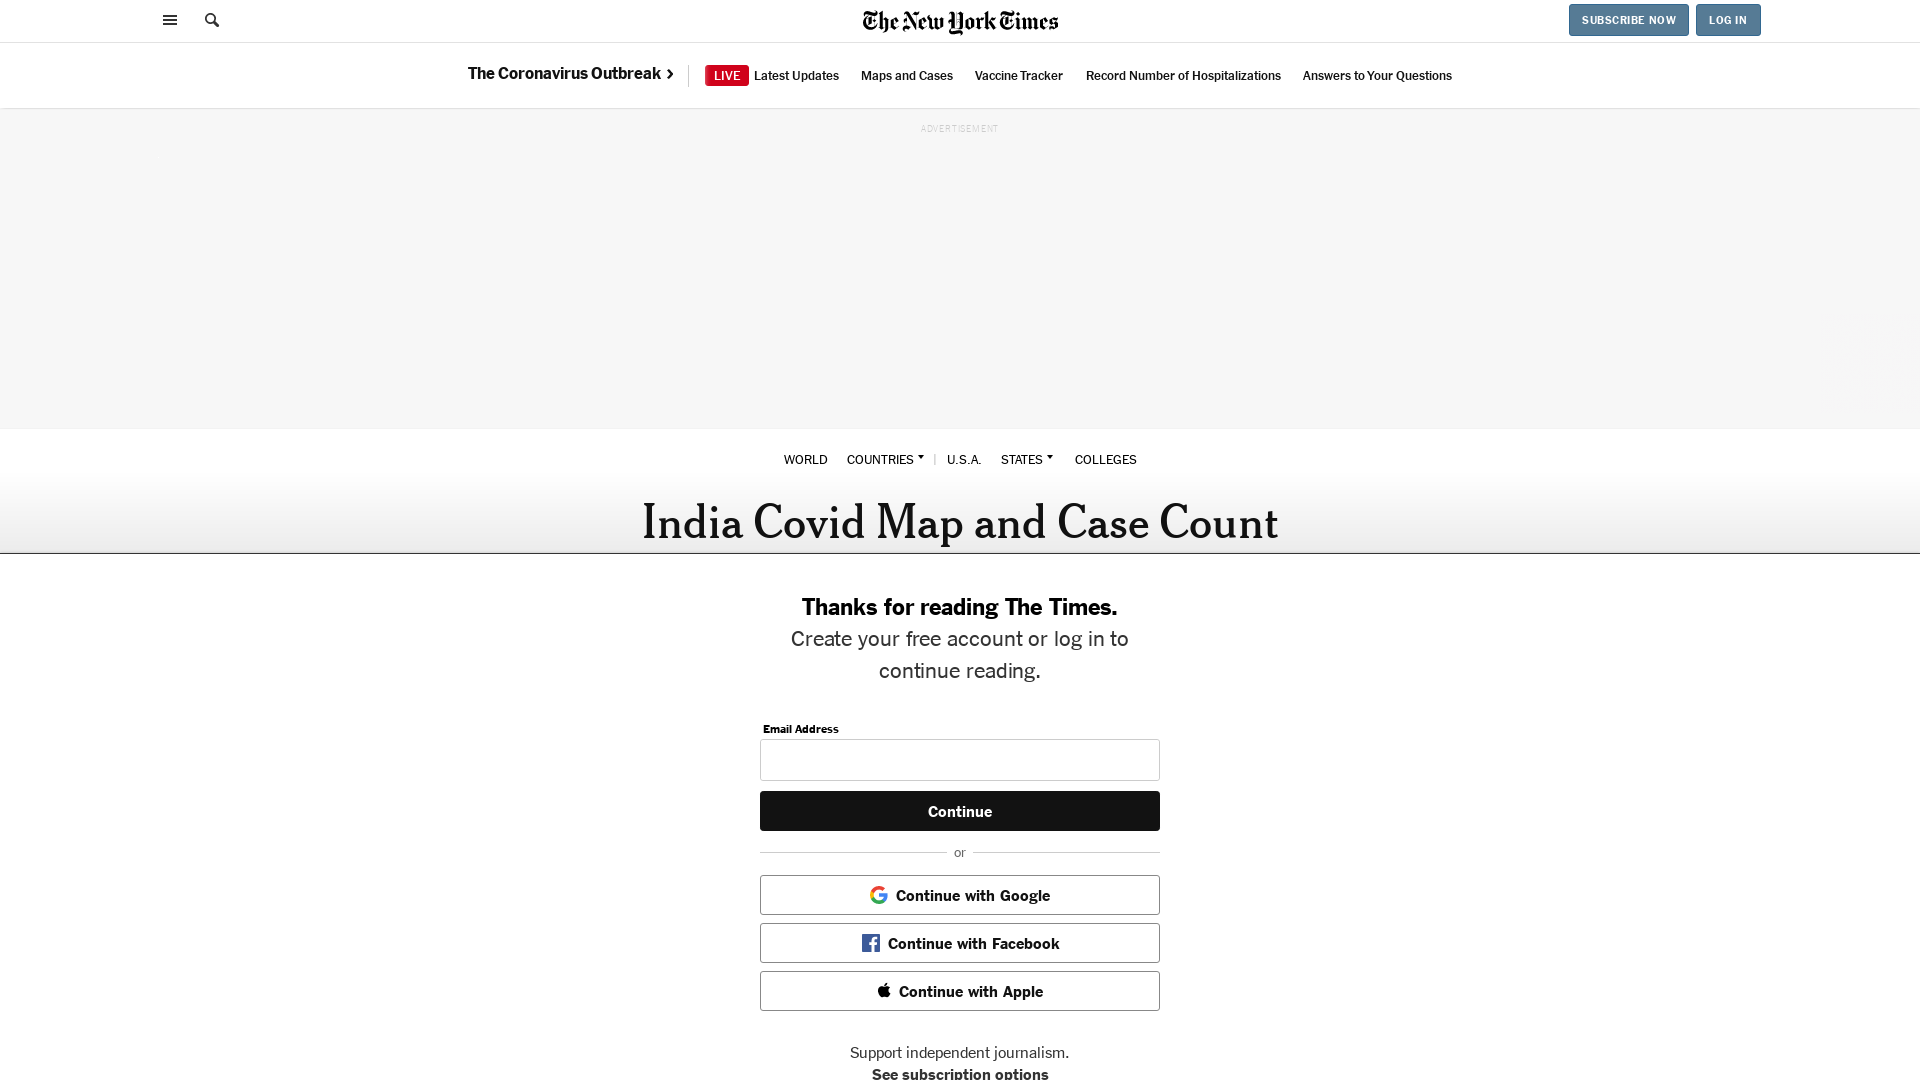 The New York Times
SUBSCRIBE NOW
LOG IN
The Coronavirus Outbreak
LIVE Latest Updates
Maps and Cases
Vaccine Tracker
Record Number of Hospitalizations
Answers to Your Questions
ADVERTISEMENT
WORLD
COUNTRIES
U.S.A.
STATES
COLLEGES
India Covid Map and Case Count
Thanks for reading The Times.
Create your free account or log in to
continue reading.
Email Address
Continue
or
Continue with Google
Continue with Facebook
Continue with Apple
Support independent journalism.
See subscription options